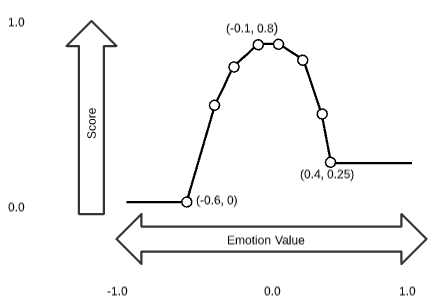 1.0
(-0.1, 0.8)
Score
(-0.6, 0)
(0.4, 0.25)
0.0
Emotion Value
-1.0 0.0 1.0